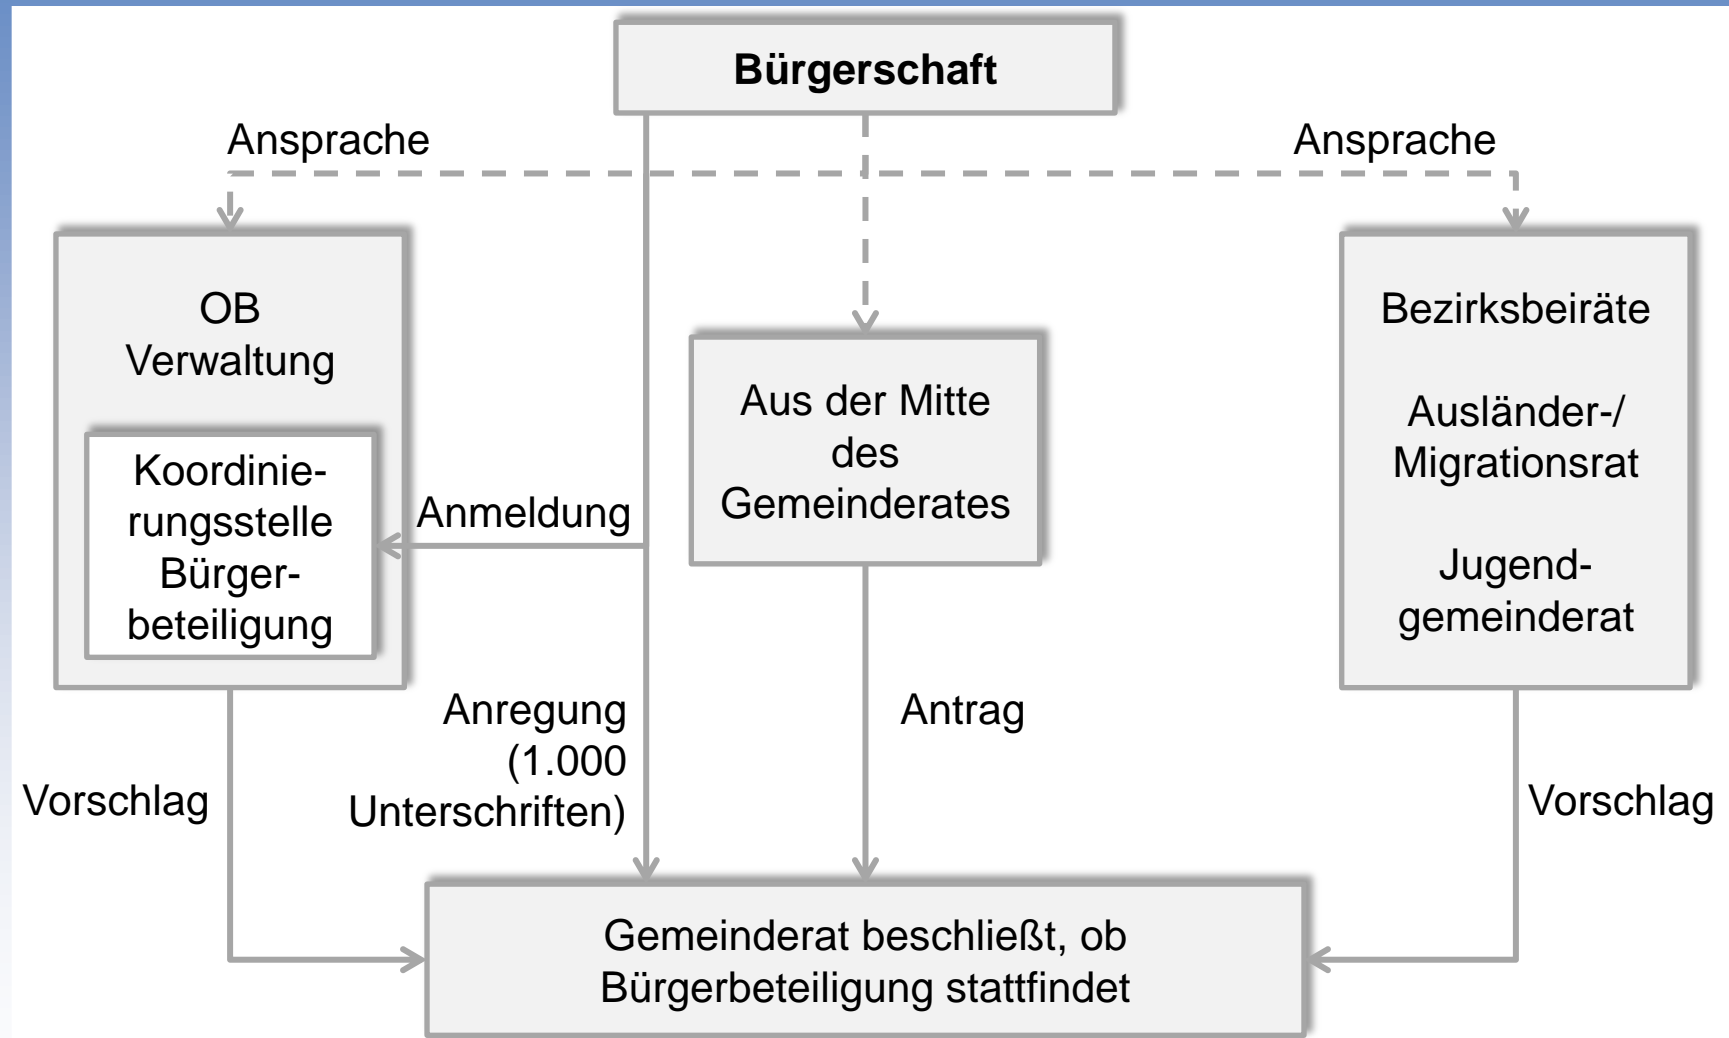 Bürgerschaft
Ansprache
Ansprache
OB
Verwaltung
Koordinie-
rungsstelle
Bürger-
beteiligung
Anmeldung
Aus der Mitte
des
Gemeinderates
Bezirksbeiräte
Ausländer-/
Migrationsrat
Jugend-
gemeinderat
Vorschlag
Anregung
(1.000
Unterschriften)
Antrag
Vorschlag
Gemeinderat beschließt, ob
Bürgerbeteiligung stattfindet